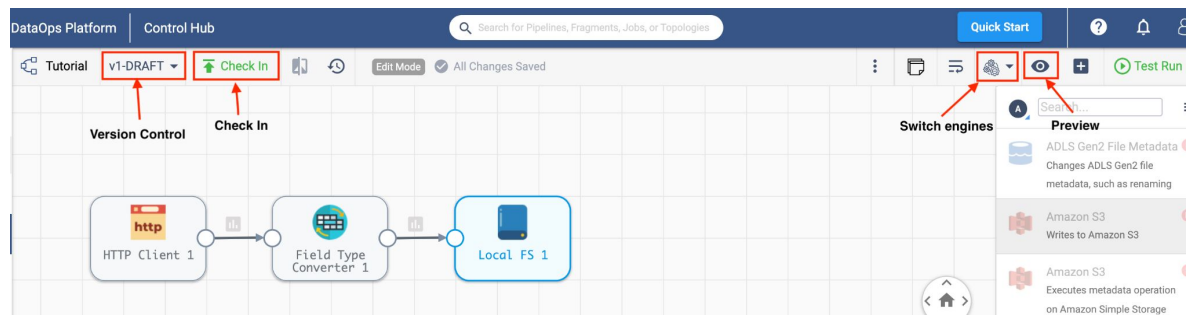 DataOps Platform Control Hub Search for Pipelines, Fragments, Jobs, or Topologies Quick Start ?
Tutorial v1-DRAFT Check In Edit Mode All Changes Saved Test Run
Version Control Check In Switch engines Preview
A Search...
ADLS Gen2 File Metadata
Changes ADLS Gen2 file
metadata, such as renaming
Amazon S3
Writes to Amazon S3
Amazon S3
Executes metadata operation
on Amazon Simple Storage
http
HTTP Client 1
Field Type
Converter 1
Local FS 1